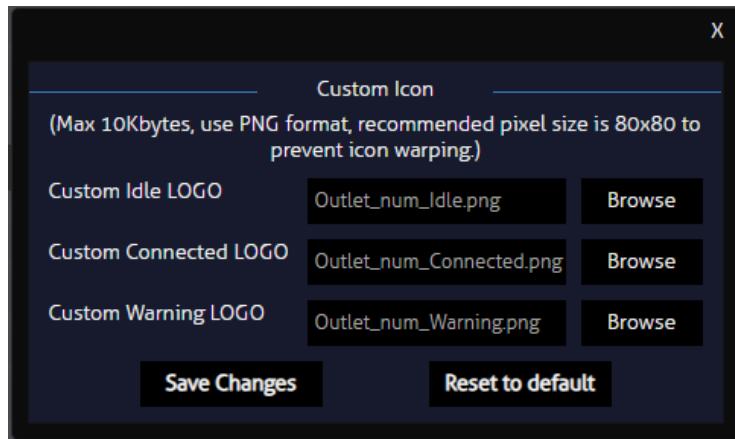 X
Custom Icon
(Max 10Kbytes, use PNG format, recommended pixel size is 80x80 to
prevent icon warping.)
Custom Idle LOGO Outlet_num_Idle.png Browse
Custom Connected LOGO Outlet_num_Connected.png Browse
Custom Warning LOGO Outlet_num_Warning.png Browse
Save Changes Reset to default